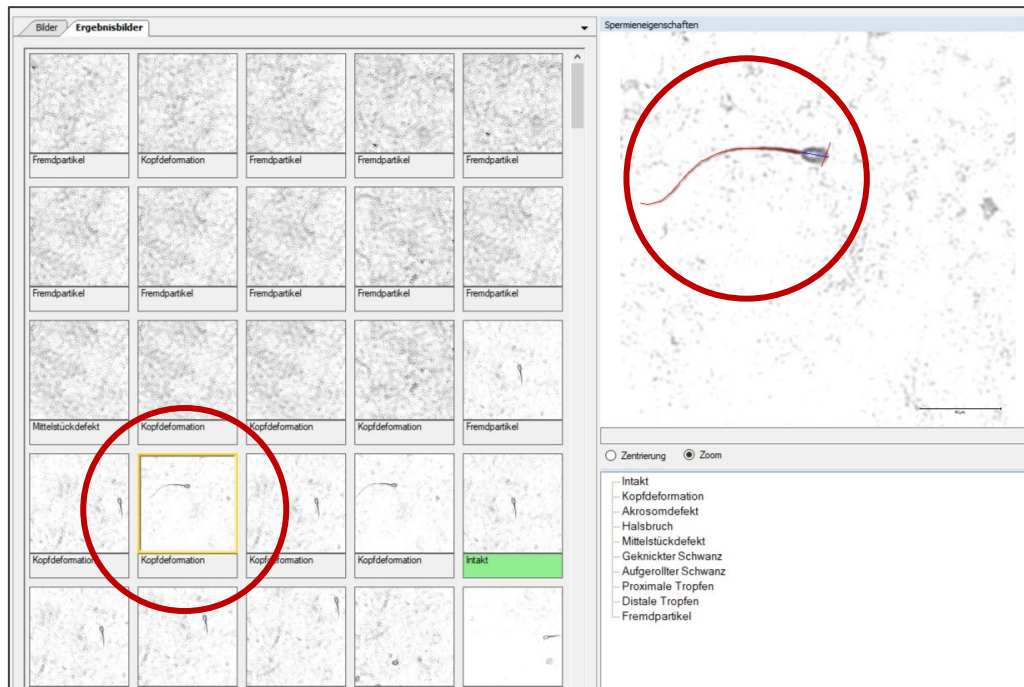 Bilder Ergebnisbilder
Fremdpartikel Kopfdeformation Fremdpartikel Fremdpartikel Fremdpartikel
Fremdpartikel Fremdpartikel Fremdpartikel Fremdpartikel Fremdpartikel
Mittelstückdefekt Kopfdeformation Kopfdeformation Kopfdeformation Fremdpartikel
Kopfdeformation Kopfdeformation Kopfdeformation Kopfdeformation Intakt
Spermieneigenschaften
Zentrierung Zoom
Intakt
Kopfdeformation
Akrosomdefekt
Halsbruch
Mittelstückdefekt
Geknickter Schwanz
Aufgerollter Schwanz
Proximale Tropfen
Distale Tropfen
Fremdpartikel